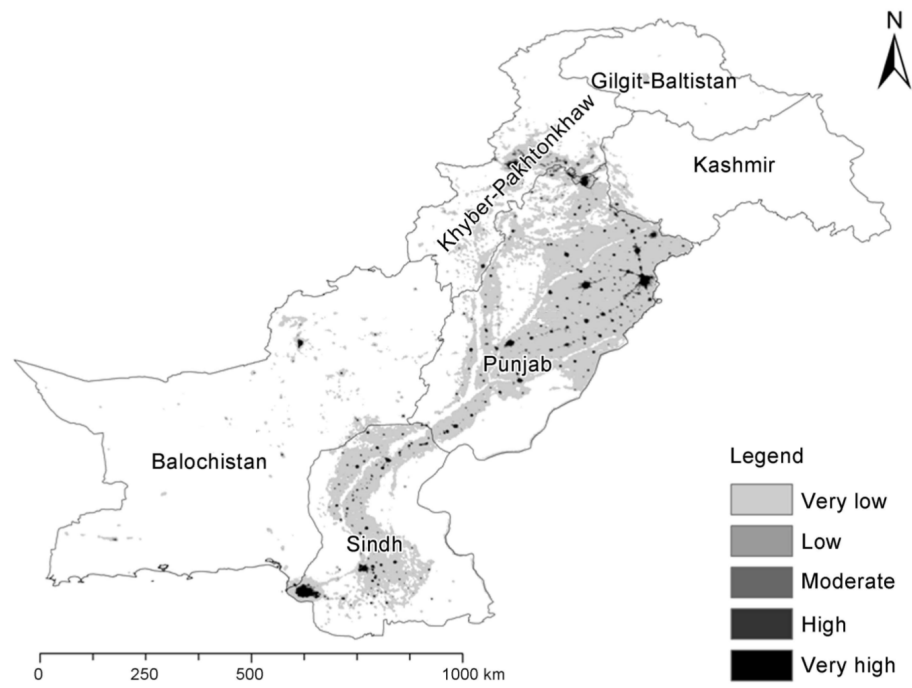 N
Gilgit-Baltistan
Kashmir
Khyber-Pakhtonkhaw
Punjab
Balochistan
Sindh
Legend
Very low
Low
Moderate
High
Very high
0 250 500 1000 km